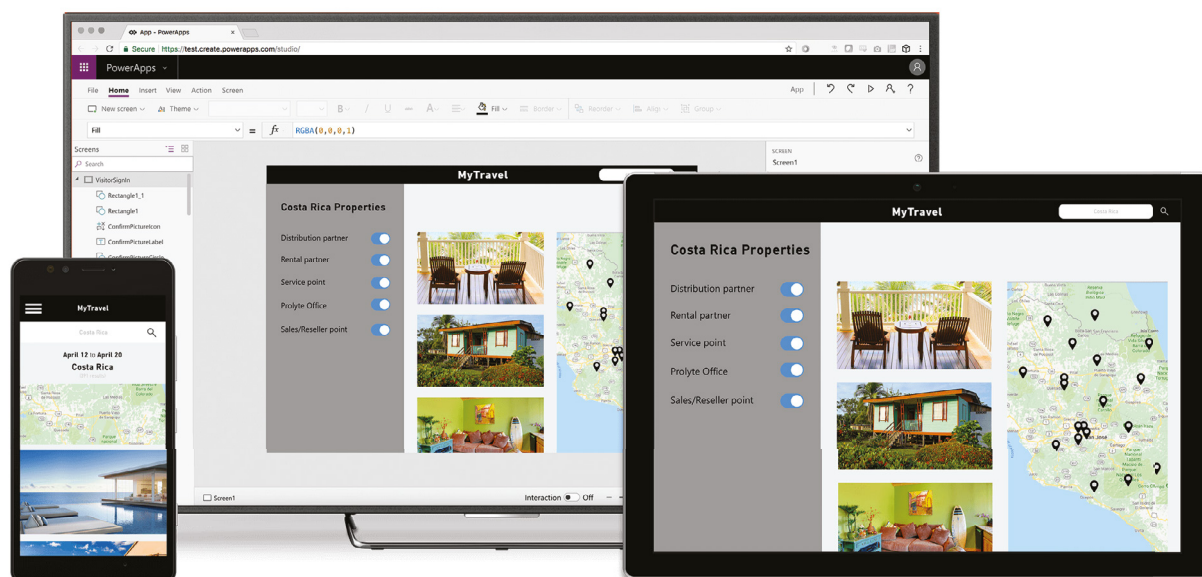 App - PowerApps
Secure https://test.create.powerapps.com/studio/
PowerApps
File Home Insert View Action Screen App
New screen Theme B I U A Fill Border Reorder Align Group
Fill = fx RGBA(0,0,0,1)
Screens
Search
VisitorSignIn
Rectangle1_1
Rectangle1
ConfirmPictureIcon
ConfirmPictureLabel
SCREEN
Screen1
MyTravel
Costa Rica Properties
Distribution partner
Rental partner
Service point
Prolyte Office
Sales/Reseller point
Screen1
Interaction Off
MyTravel
Costa Rica
April 12 to April 20
Costa Rica
MyTravel
Costa Rica
Costa Rica Properties
Distribution partner
Rental partner
Service point
Prolyte Office
Sales/Reseller point